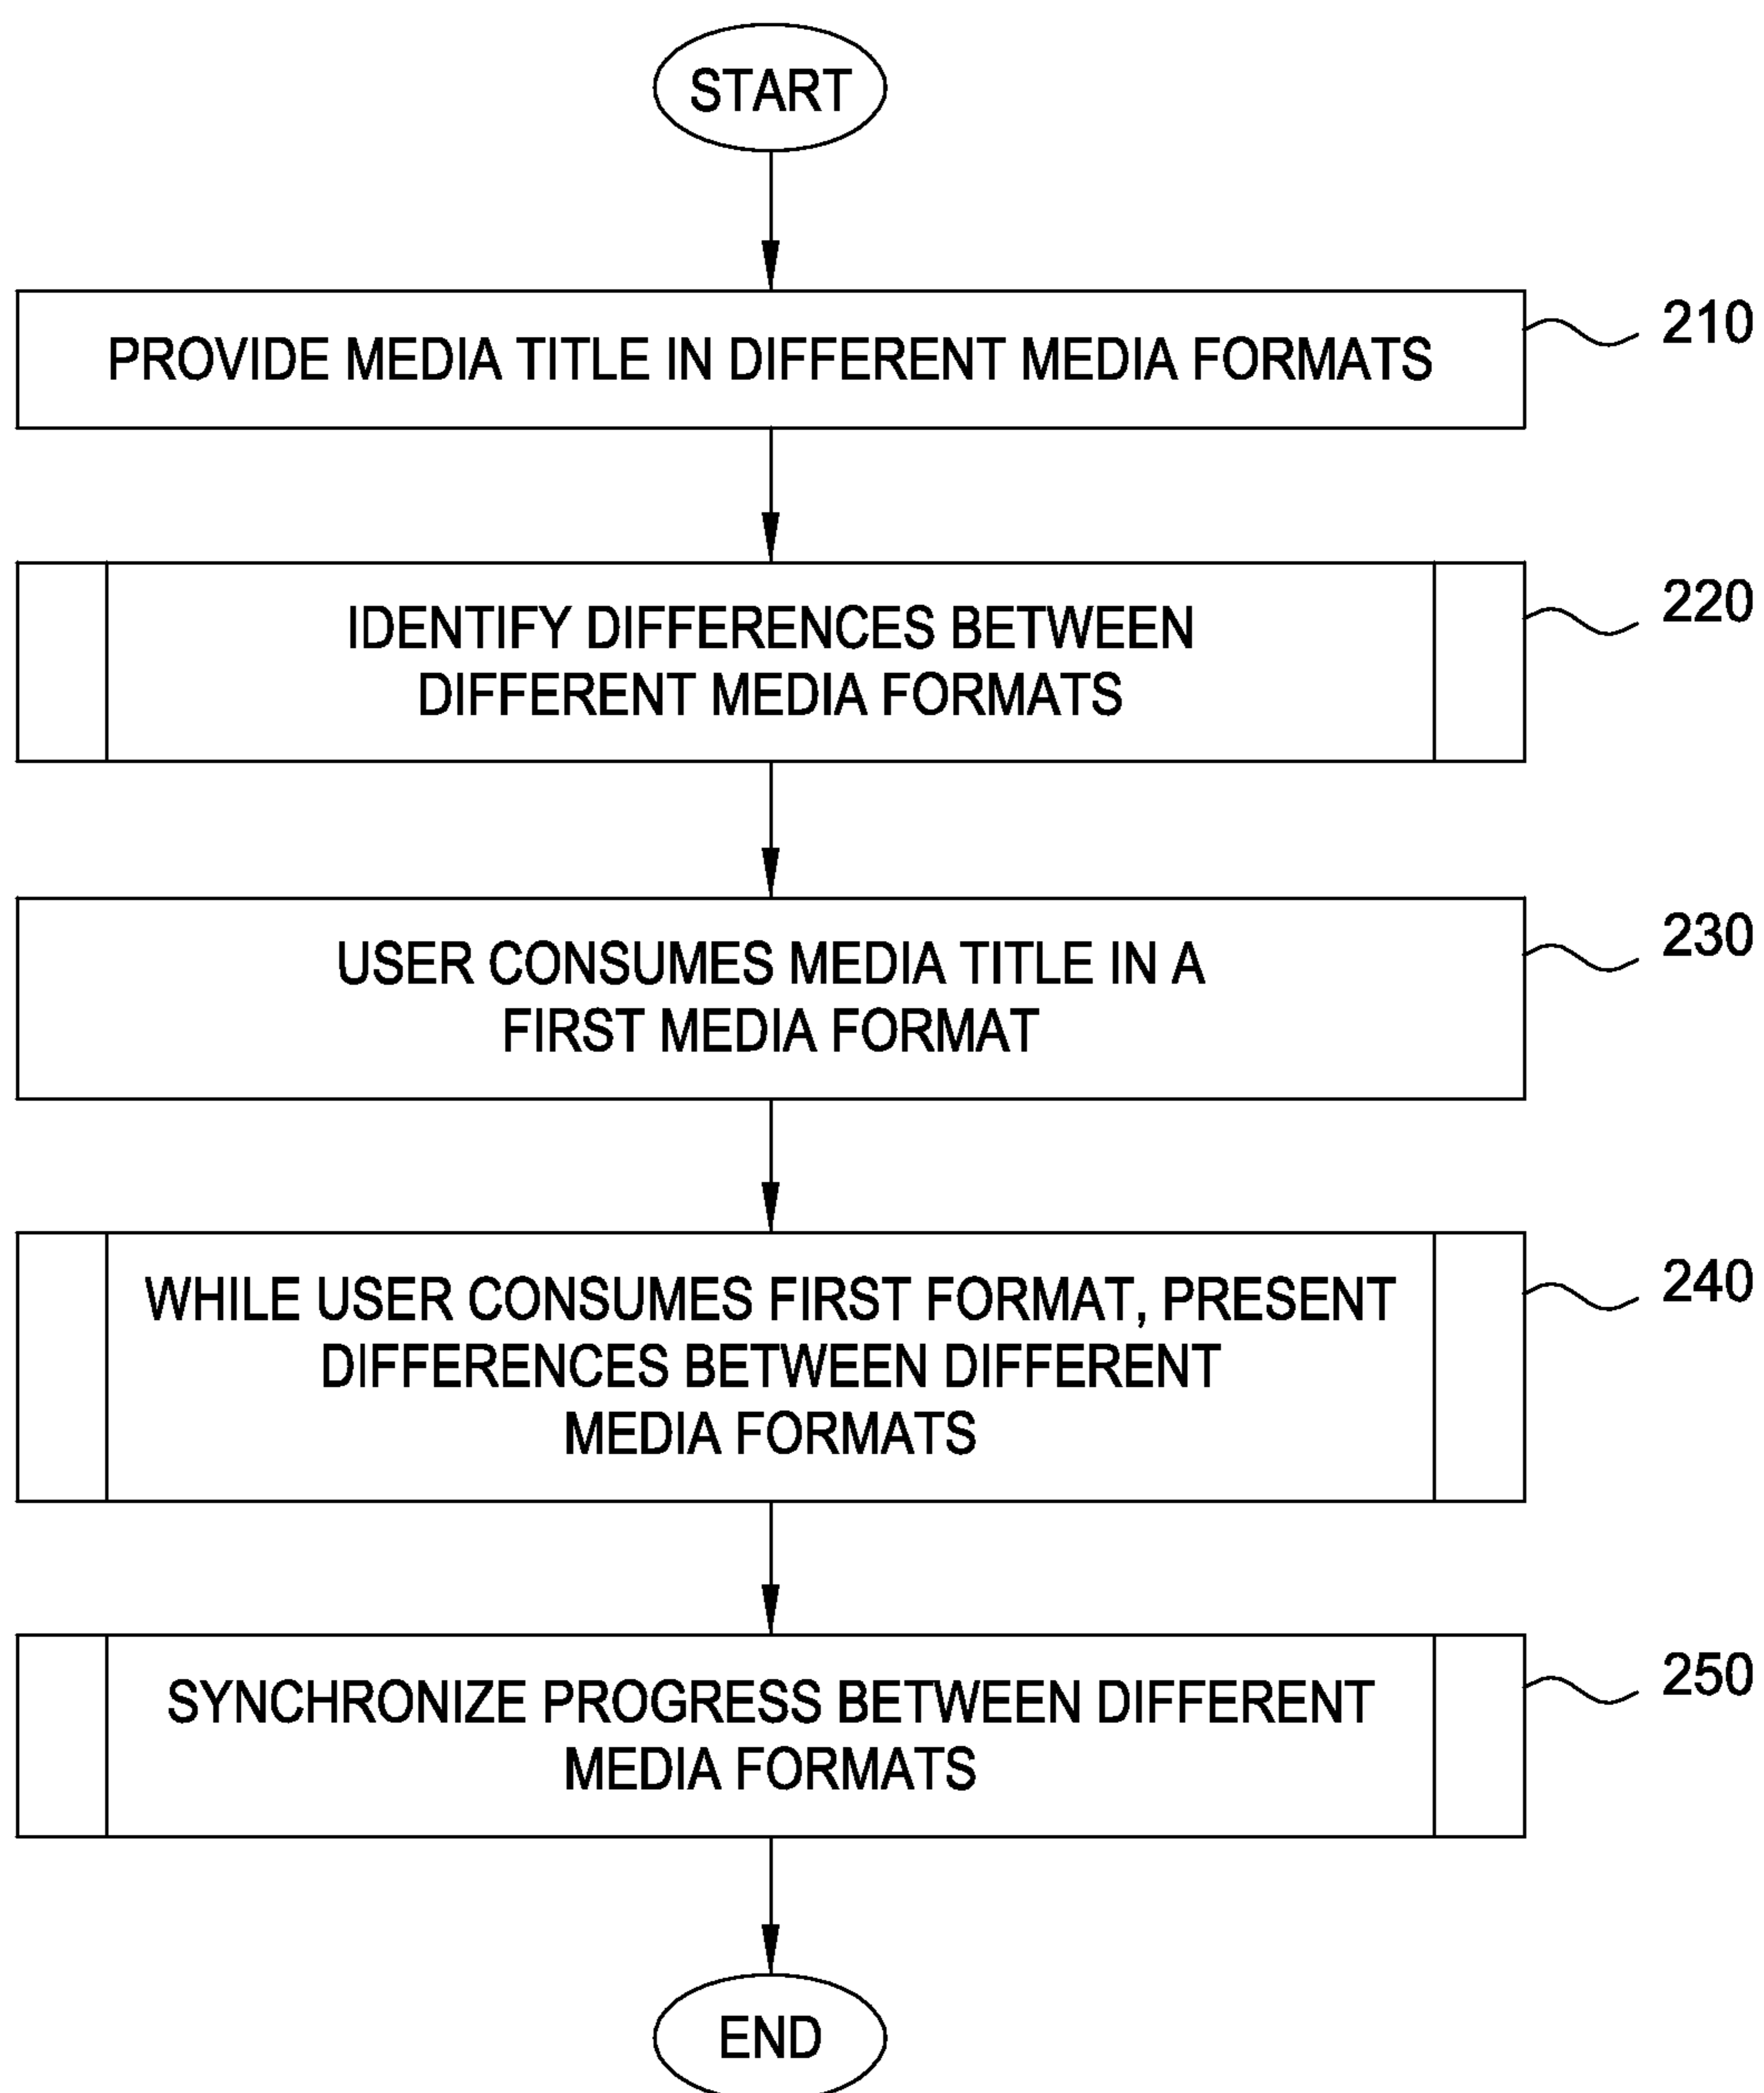 START
PROVIDE MEDIA TITLE IN DIFFERENT MEDIA FORMATS
210
IDENTIFY DIFFERENCES BETWEEN
DIFFERENT MEDIA FORMATS
220
USER CONSUMES MEDIA TITLE IN A
FIRST MEDIA FORMAT
230
WHILE USER CONSUMES FIRST FORMAT, PRESENT
DIFFERENCES BETWEEN DIFFERENT
MEDIA FORMATS
240
SYNCHRONIZE PROGRESS BETWEEN DIFFERENT
MEDIA FORMATS
250
END